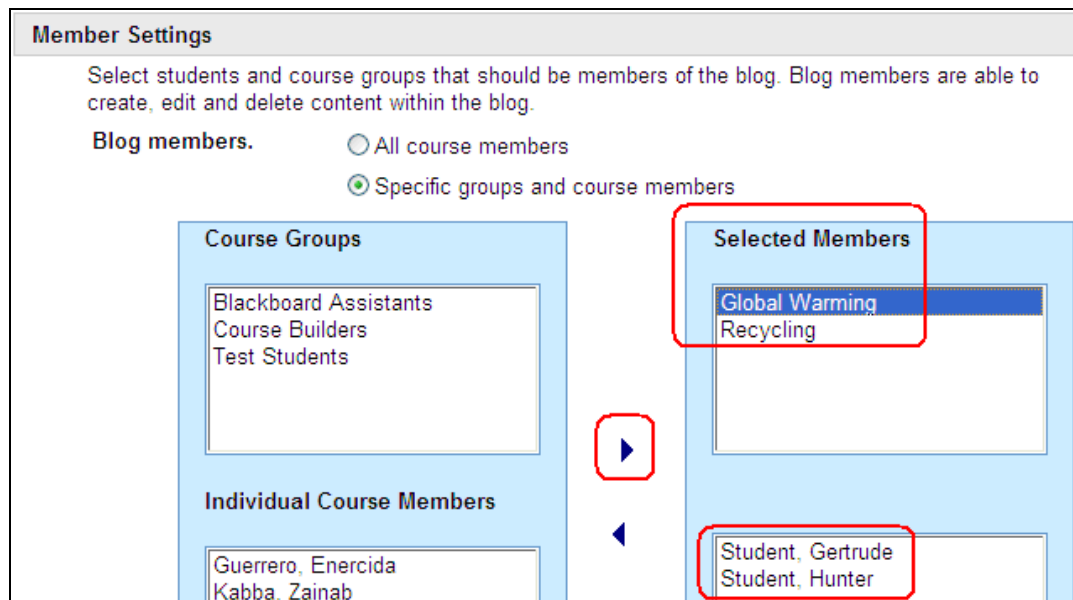 Member Settings
Select students and course groups that should be members of the blog. Blog members are able to
create, edit and delete content within the blog.
Blog members.
All course members
Specific groups and course members
Course Groups
Blackboard Assistants
Course Builders
Test Students
Selected Members
Global Warming
Recycling
Individual Course Members
Guerrero, Enercida
Kabba, Zainab
Student, Gertrude
Student, Hunter